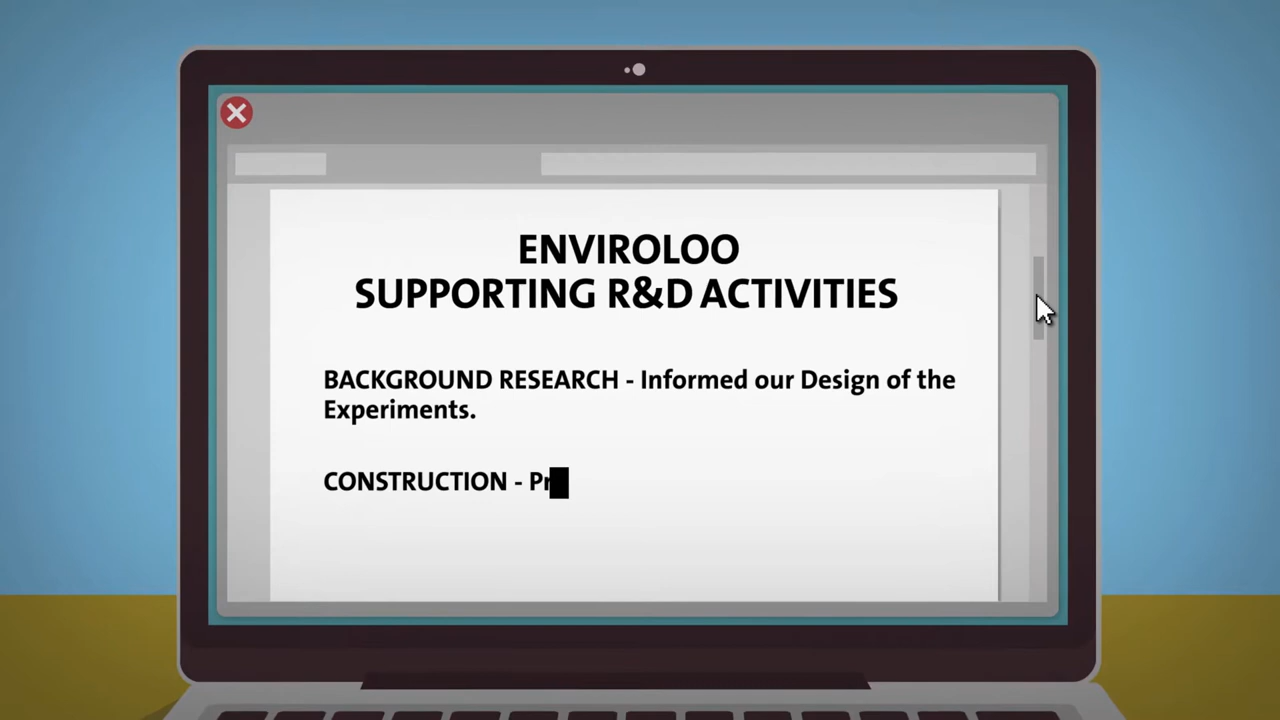 ENVIROLOO
SUPPORTING R&D ACTIVITIES
BACKGROUND RESEARCH - Informed our Design of the
Experiments.
CONSTRUCTION - Pr